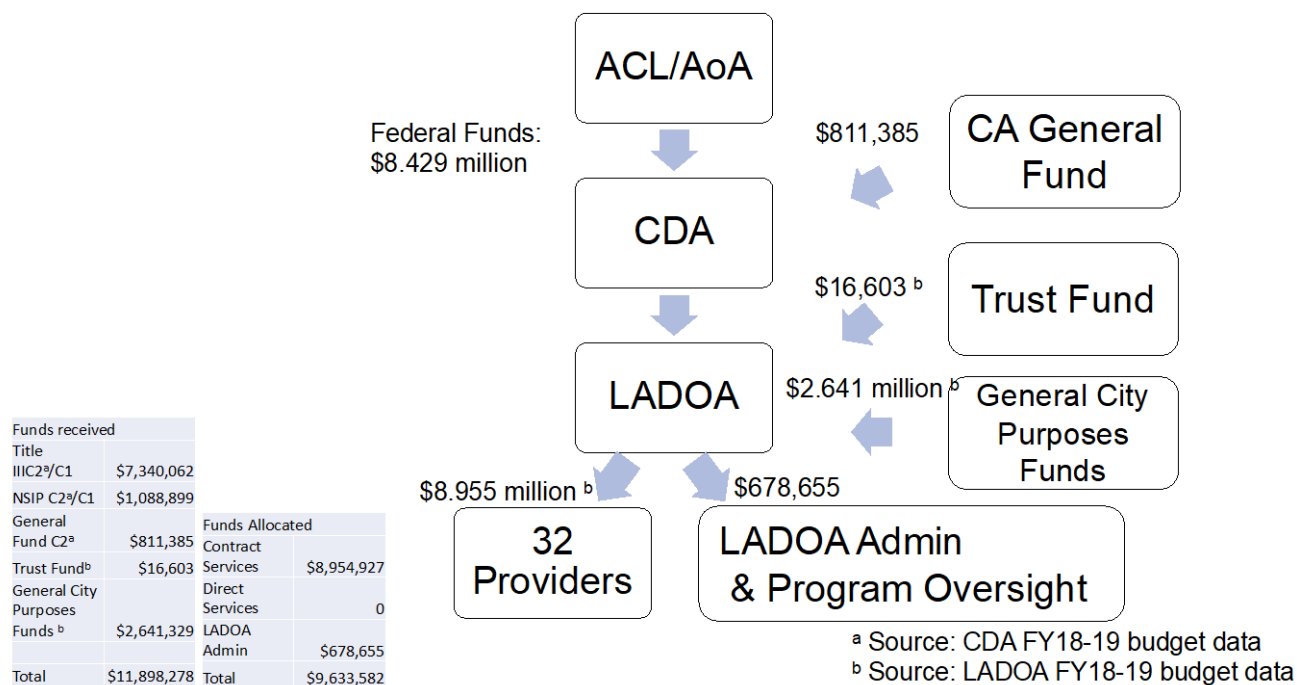 ACL/AoA
Federal Funds:
$8.429 million
$811,385
CA General
Fund
CDA
$16,603 ᵇ
Trust Fund
LADOA
$2.641 million ᵇ
General City
Purposes
Funds
$8.955 million ᵇ
$678,655
32
Providers
LADOA Admin
& Program Oversight
Funds received
Title
IIIC2ᵃ/C1 $7,340,062
NSIP C2ᵃ/C1 $1,088,899
General
Fund C2ᵃ $811,385
Trust Fundᵇ $16,603
General City
Purposes
Funds ᵇ $2,641,329
Total $11,898,278
Funds Allocated
Contract
Services $8,954,927
Direct
Services 0
LADOA
Admin $678,655
Total $9,633,582
ᵃ Source: CDA FY18-19 budget data
ᵇ Source: LADOA FY18-19 budget data